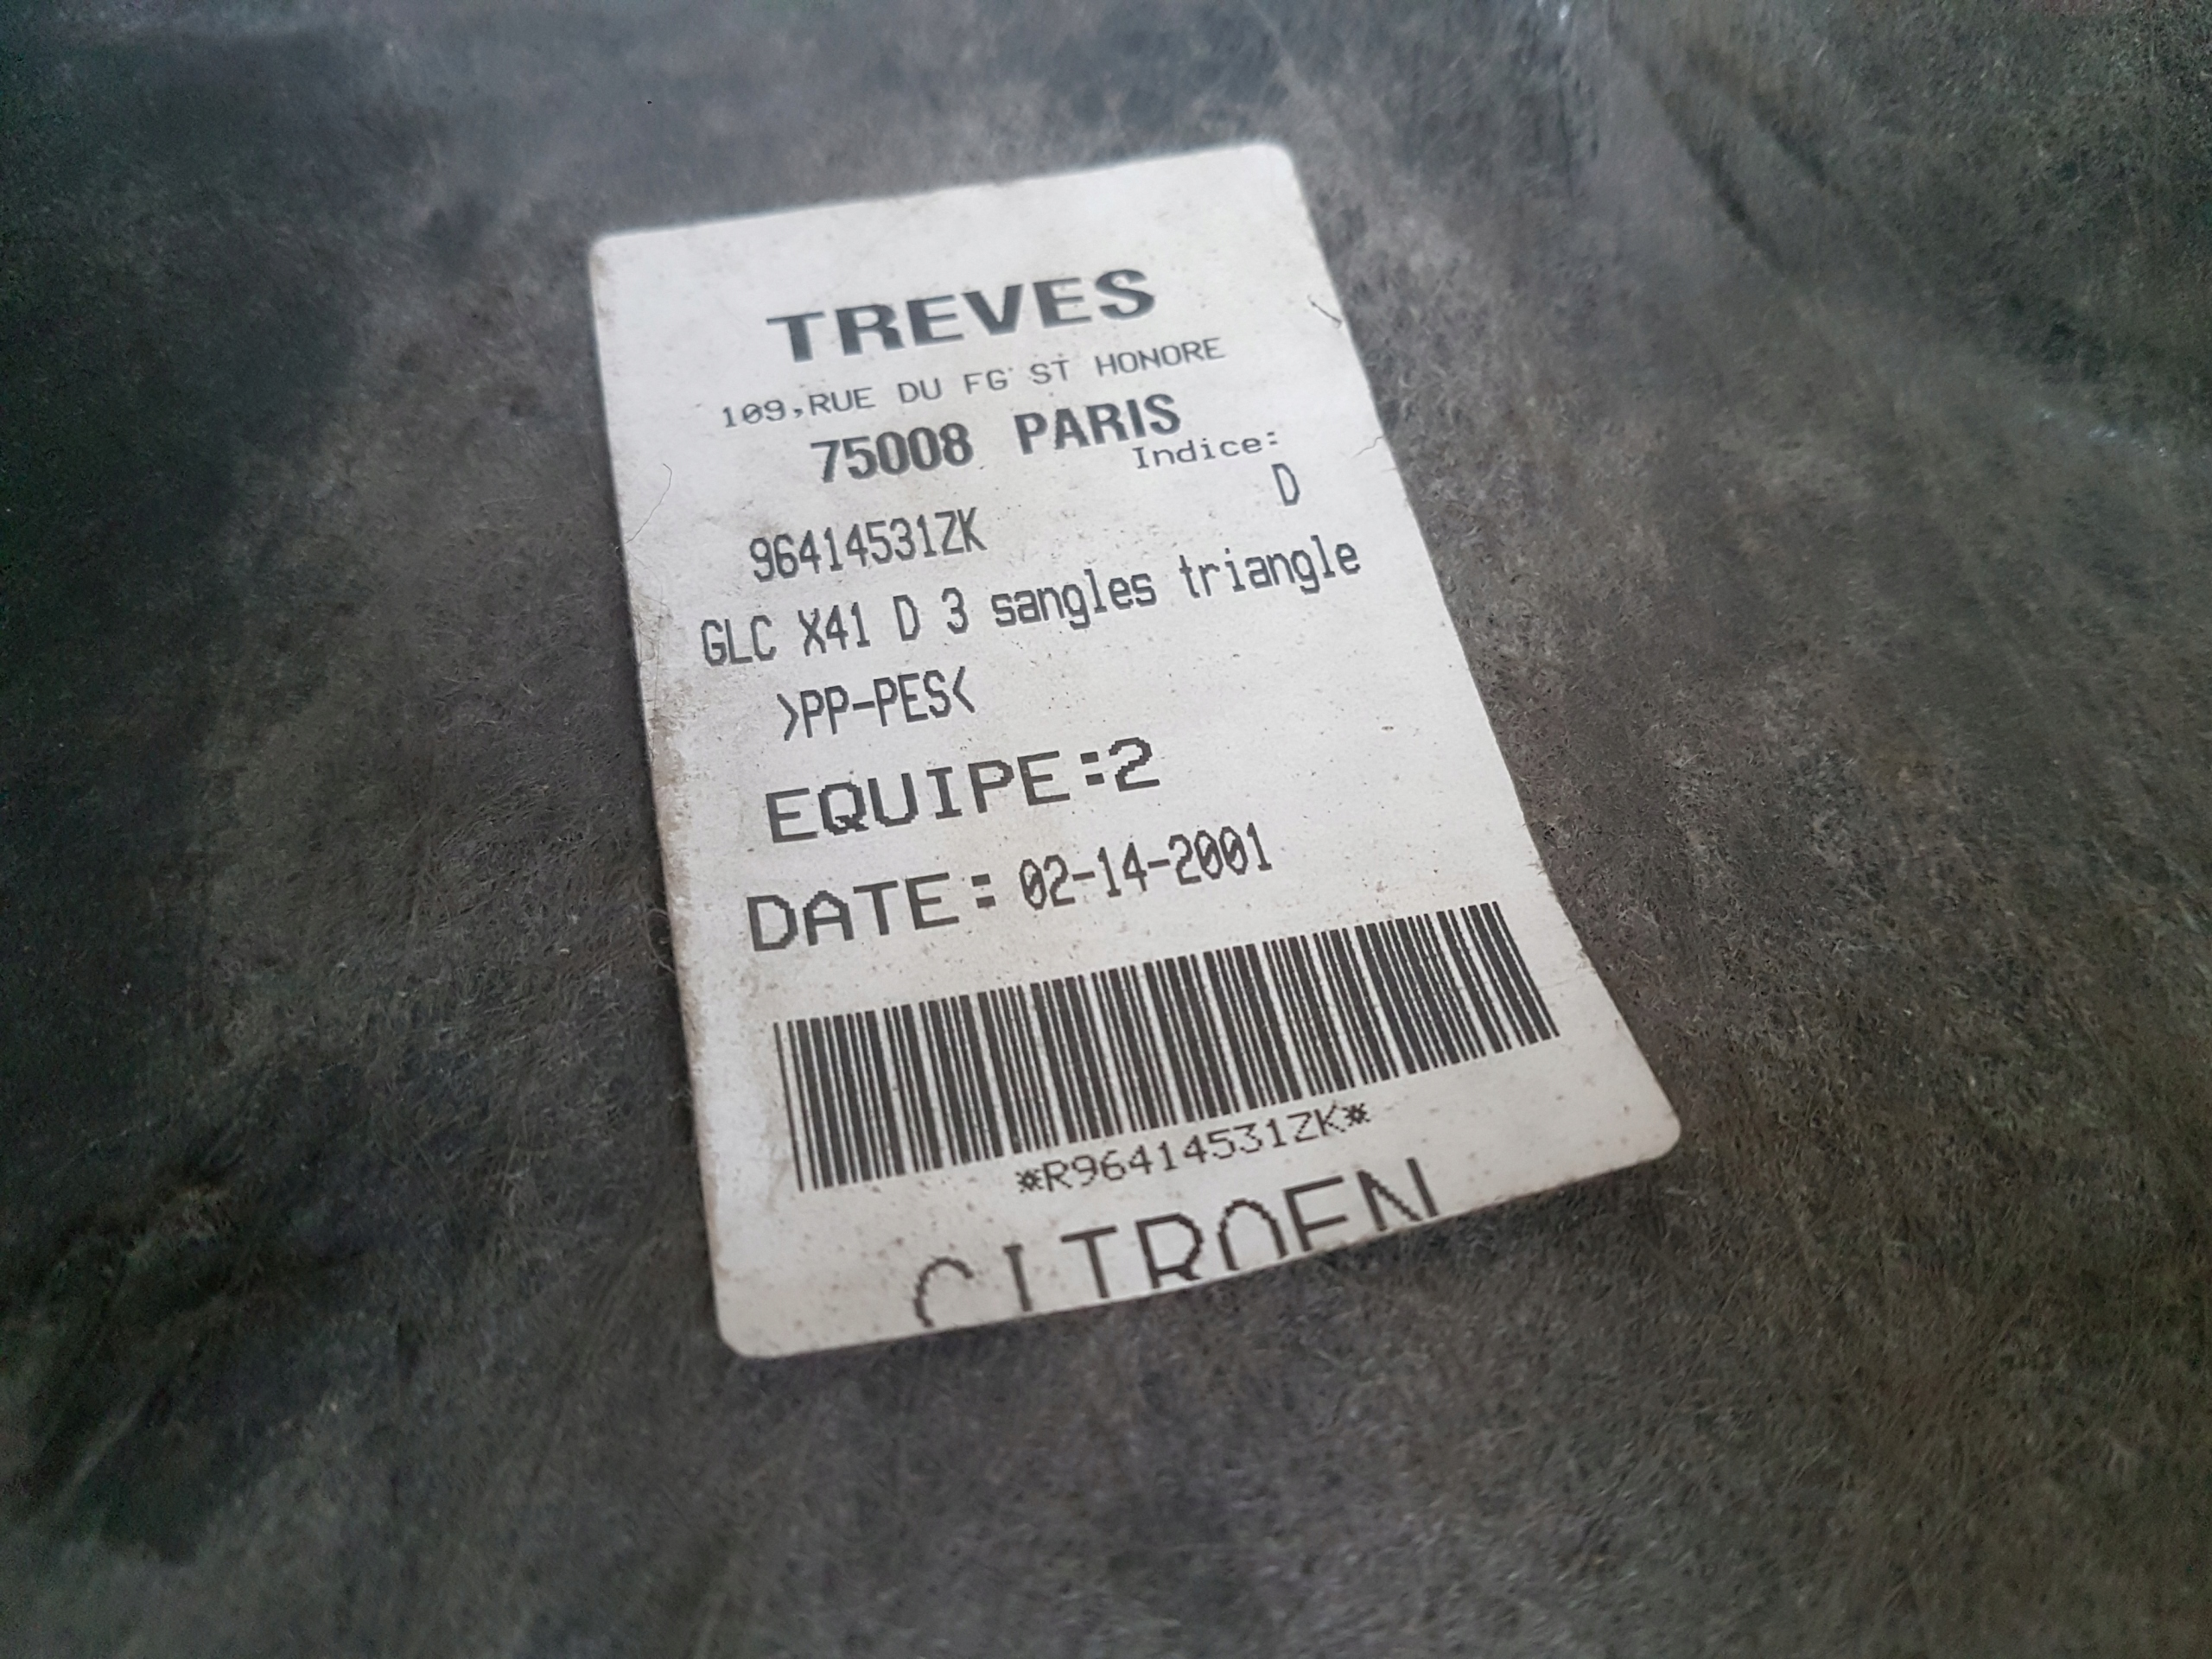 TREVES
109,RUE DU FG ST HONORE
75008 PARIS
Indice:
D
96414531ZK
GLC X41 D 3 sangles triangle
>PP-PES<
EQUIPE:2
DATE: 02-14-2001
*R96414531ZK*
CITROEN